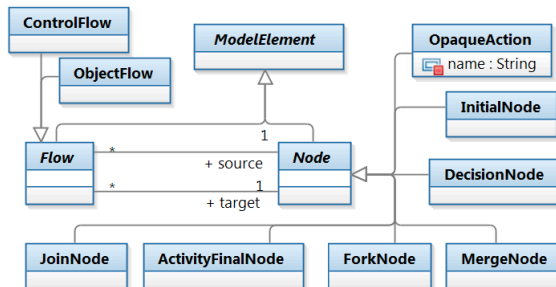 ControlFlow
ObjectFlow
ModelElement
OpaqueAction
name : String
InitialNode
1
Flow
*
+ source
Node
DecisionNode
*
1
+ target
JoinNode
ActivityFinalNode
ForkNode
MergeNode